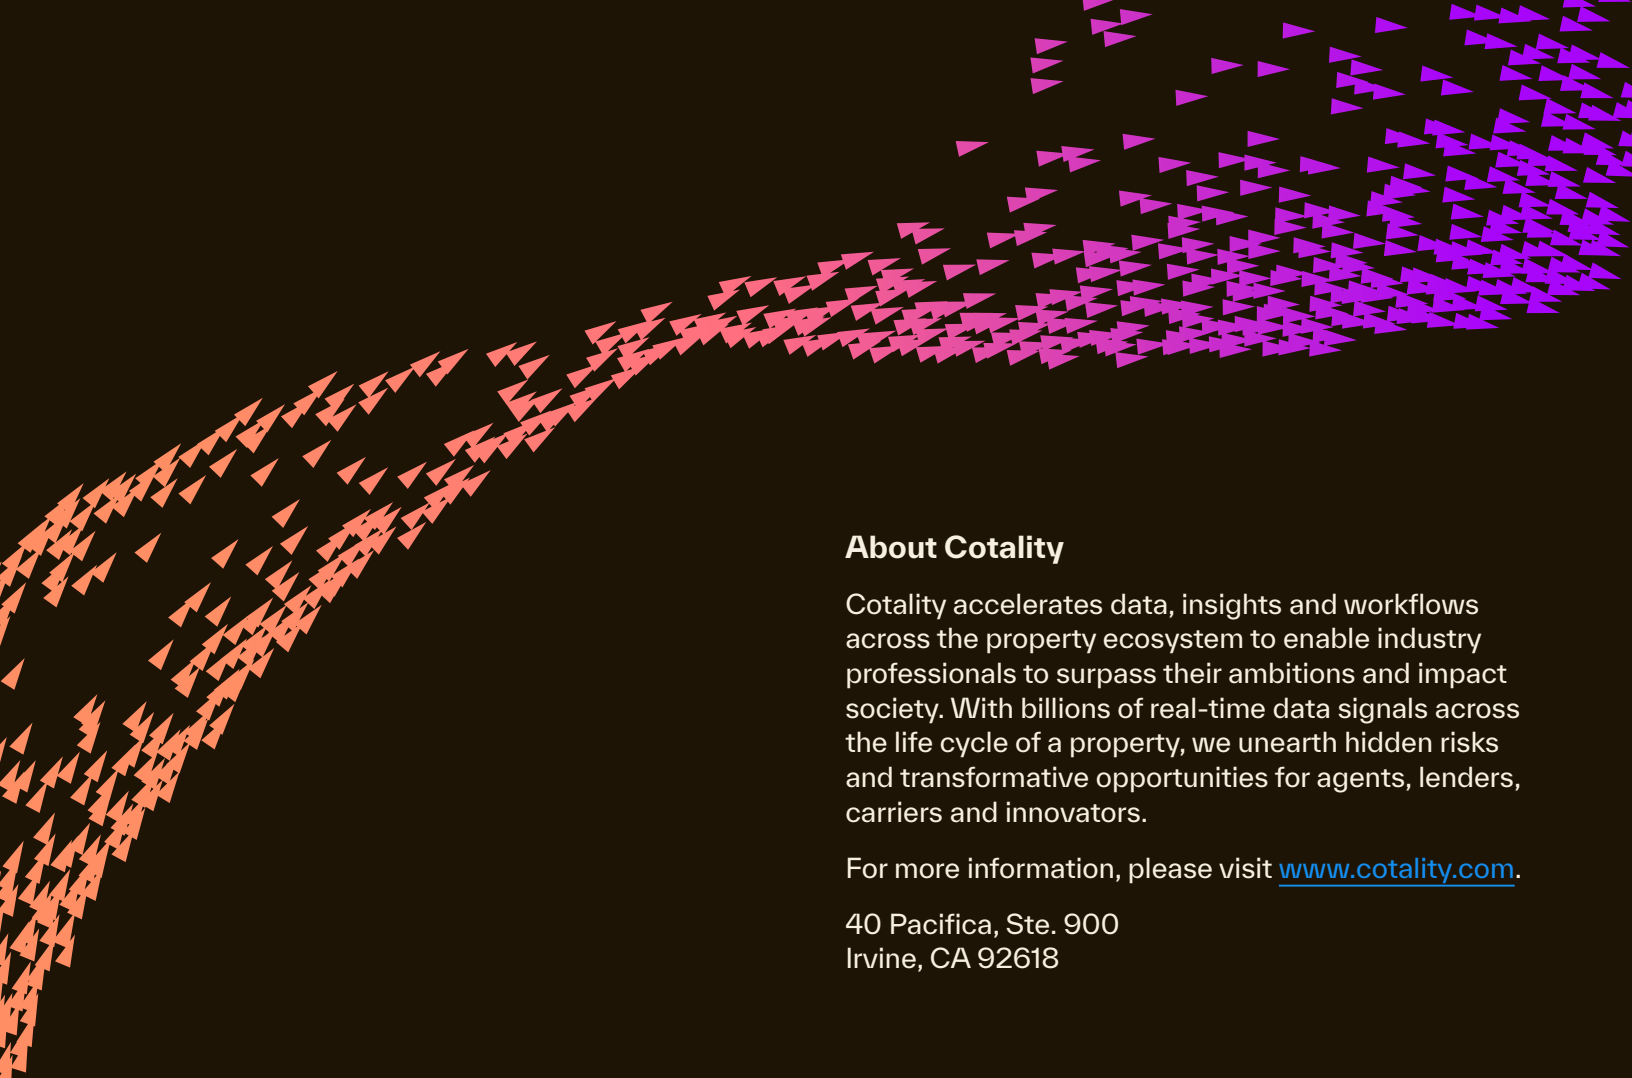 About Cotality
Cotality accelerates data, insights and workflows
across the property ecosystem to enable industry
professionals to surpass their ambitions and impact
society. With billions of real-time data signals across
the life cycle of a property, we unearth hidden risks
and transformative opportunities for agents, lenders,
carriers and innovators.
For more information, please visit www.cotality.com.
40 Pacifica, Ste. 900
Irvine, CA 92618